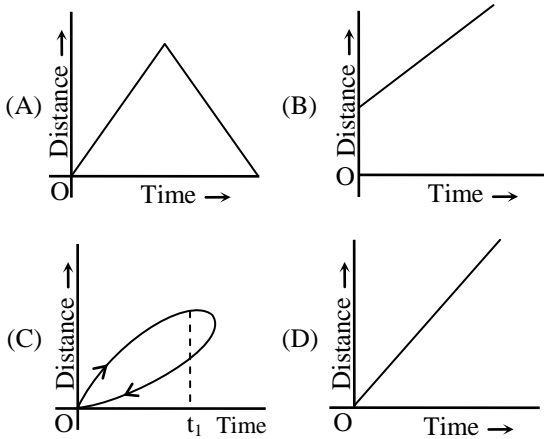 (A)
Distance →
O
Time →
(B)
Distance →
O
Time →
(C)
Distance →
O
t₁ Time
(D)
Distance →
O
Time →